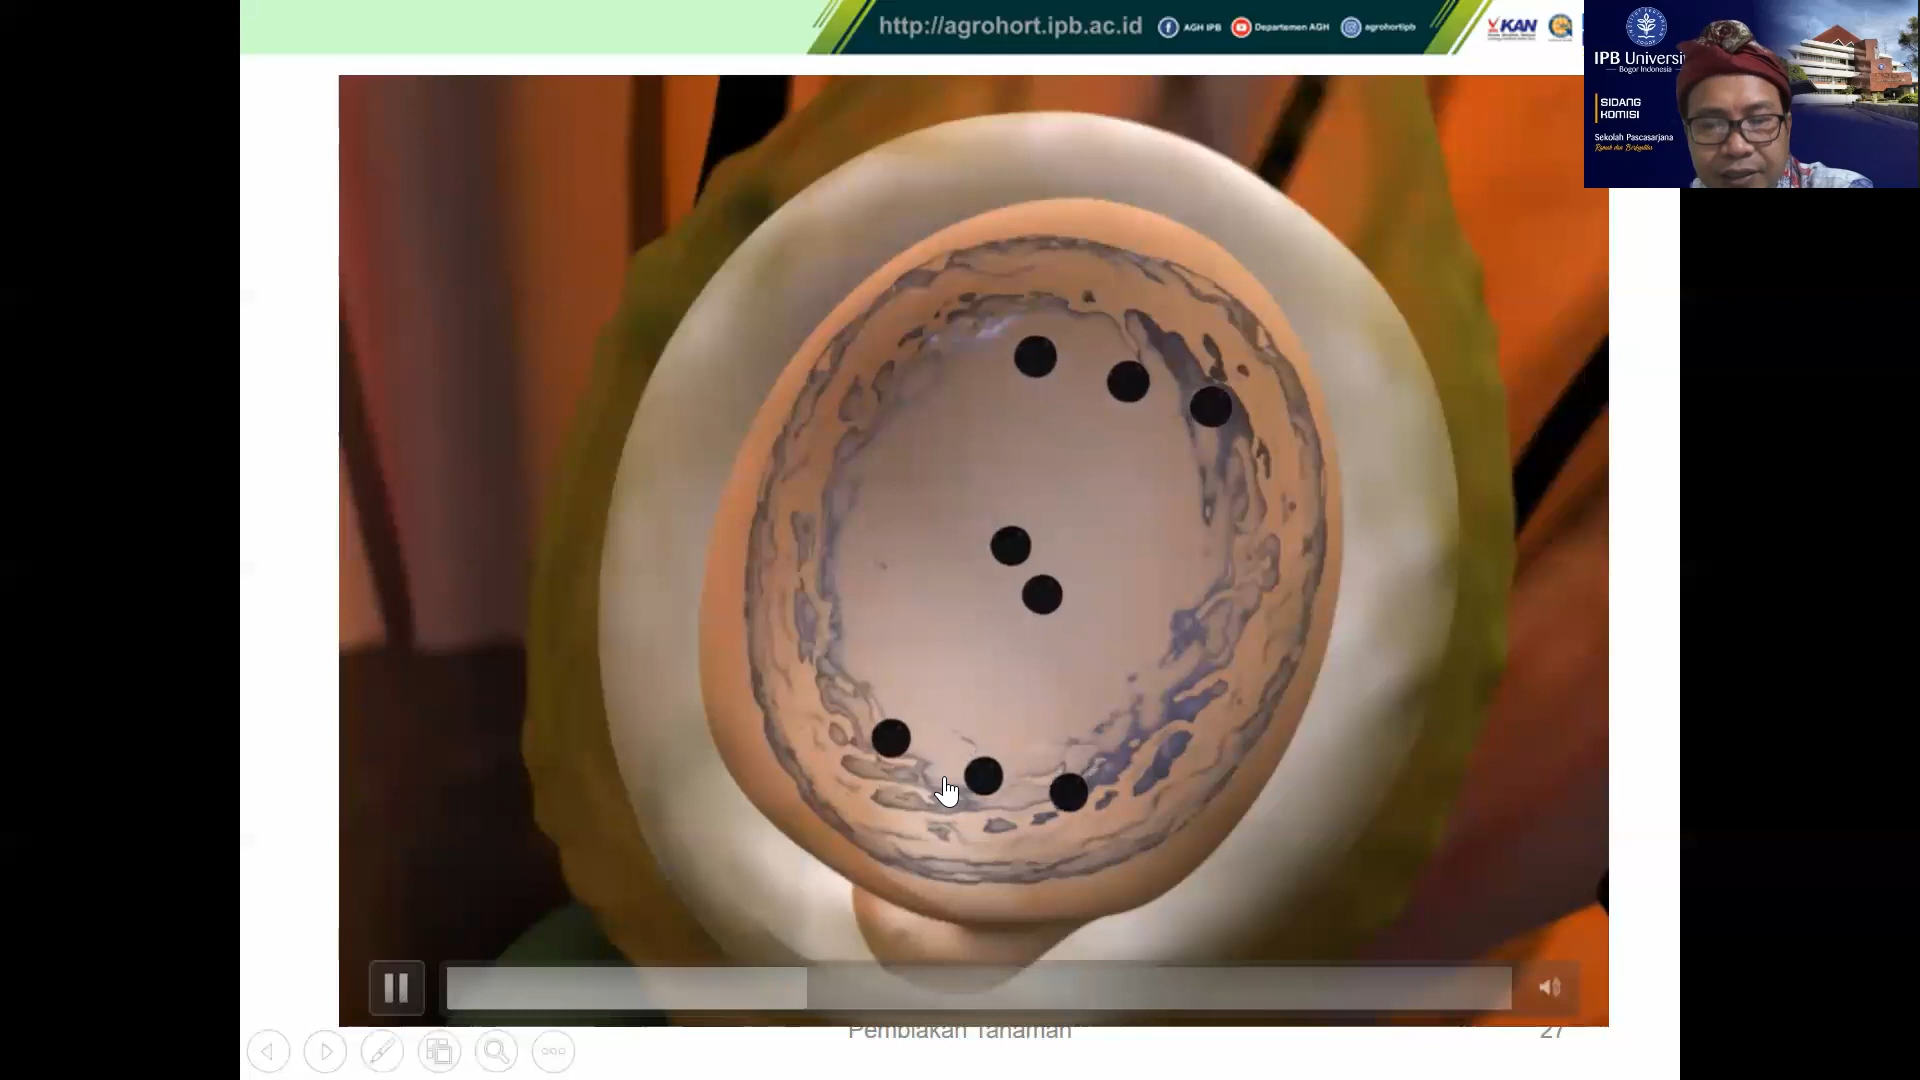 http://agrohort.ipb.ac.id
AGH IPB
Departemen AGH
agrohortipb
KAN
IPB Universi
Bogor Indonesia
SIDANG
KOMISI
Sekolah Pascasarjana
Pembiakan Tanaman
27